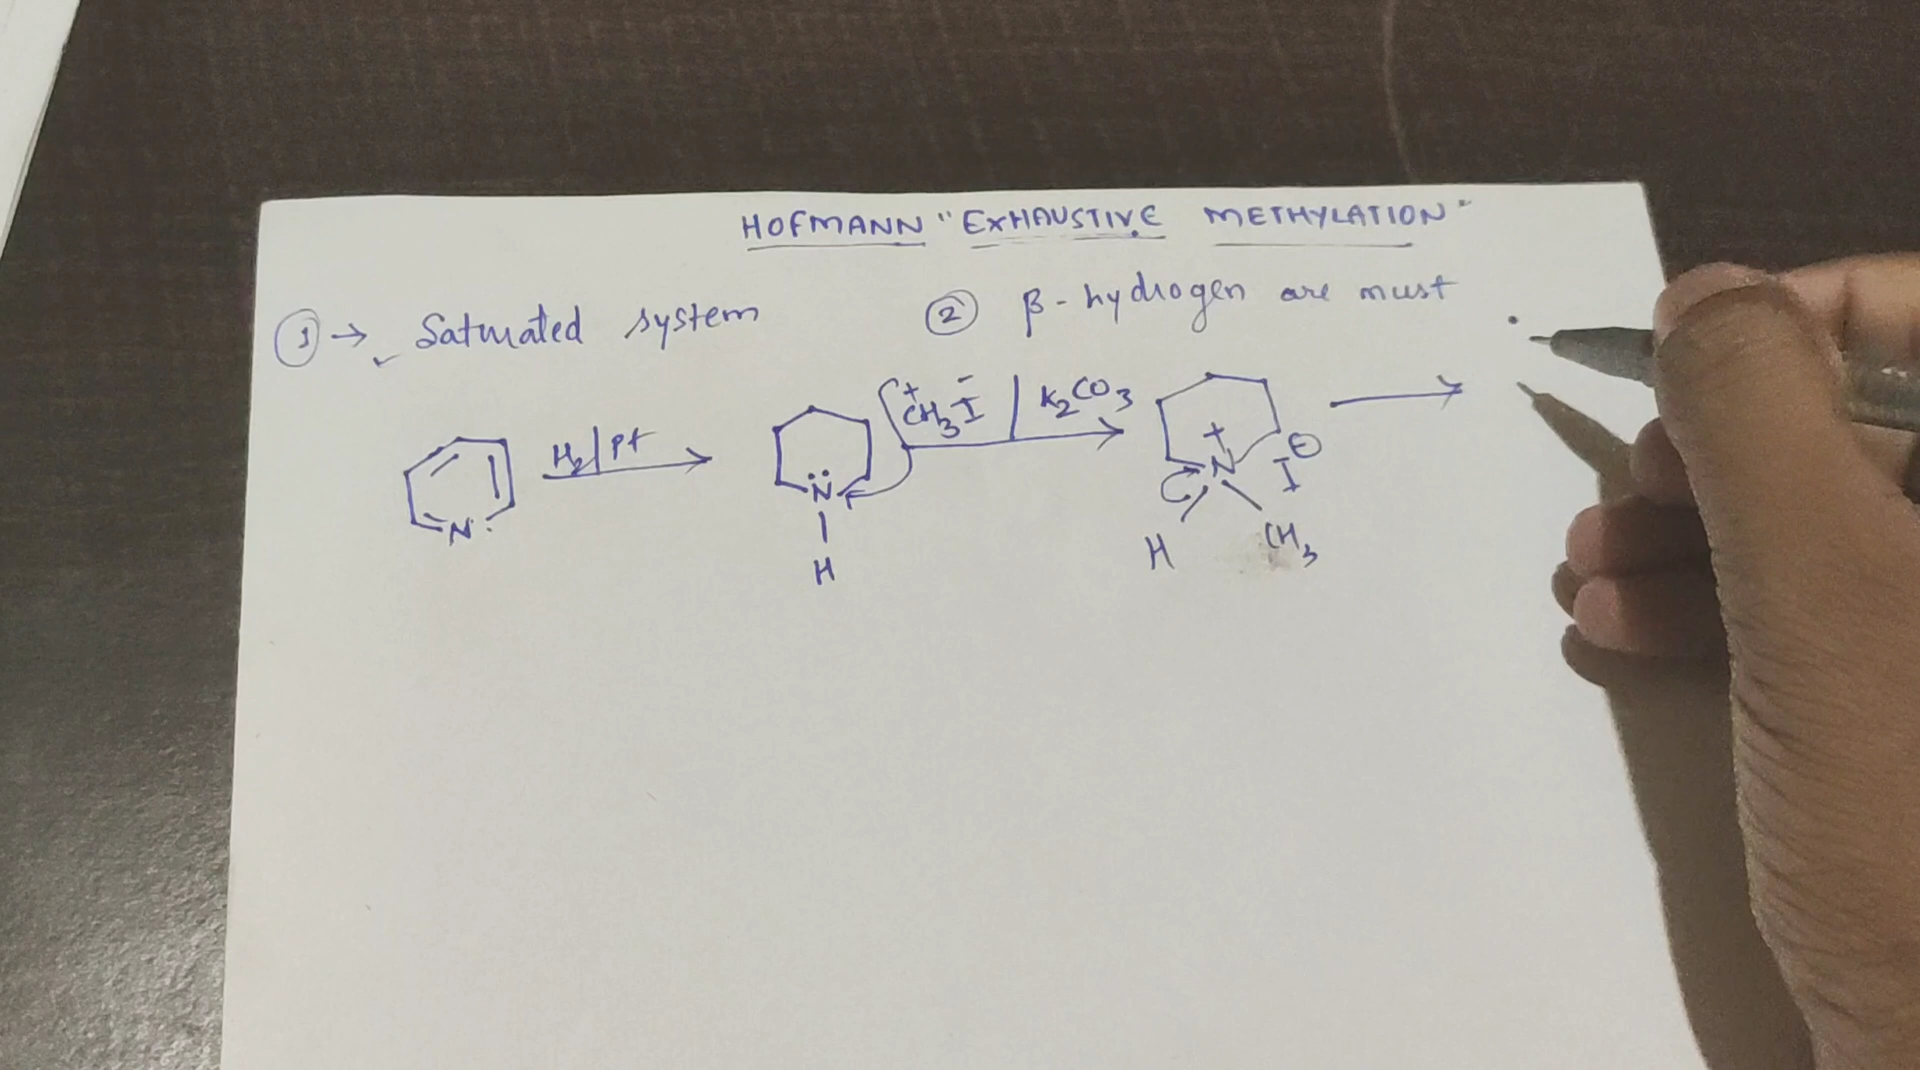 HOFMANN "EXHAUSTIVE METHYLATION"
① → Saturated system
② β-hydrogen are must
H₂|Pt
N:
N
H
+ -
CH₃I | K₂CO₃
+
N
H
CH₃
I⊖